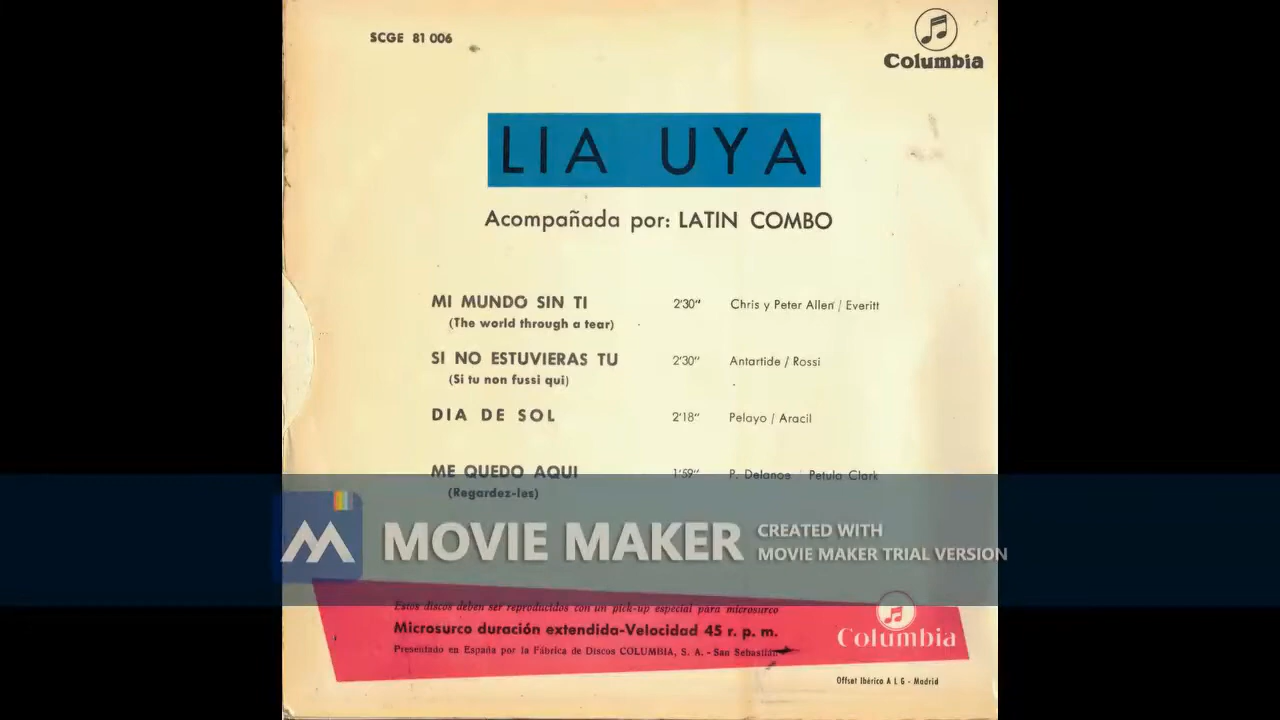 SCGE 81 006
Columbia
LIA UYA
Acompañada por: LATIN COMBO
MI MUNDO SIN TI 2'30" Chris y Peter Allen / Everitt
(The world through a tear)
SI NO ESTUVIERAS TU 2'30" Antartide / Rossi
(Si tu non fussi qui)
DIA DE SOL 2'18" Pelayo / Aracil
ME QUEDO AQUI 1'59" P. Delanoe / Petula Clark
(Regardez-les)
MOVIE MAKER
CREATED WITH
MOVIE MAKER TRIAL VERSION
Estos discos deben ser reproducidos con un pick-up especial para microsurco
Microsurco duración extendida-Velocidad 45 r. p. m.
Presentado en España por la Fábrica de Discos COLUMBIA, S. A. - San Sebastián
Columbia
Offset Ibérico A L G - Madrid